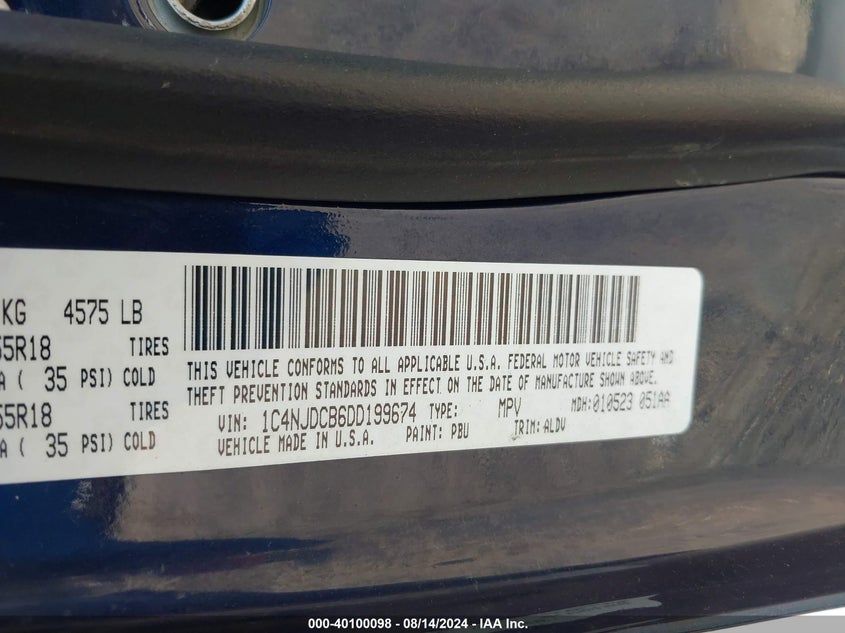 KG 4575 LB
55R18 TIRES
A ( 35 PSI) COLD
55R18 TIRES
A ( 35 PSI) COLD
THIS VEHICLE CONFORMS TO ALL APPLICABLE U.S.A. FEDERAL MOTOR VEHICLE SAFETY AND
THEFT PREVENTION STANDARDS IN EFFECT ON THE DATE OF MANUFACTURE SHOWN ABOVE.
VIN: 1C4NJDCB6DD199674 TYPE: MPV MDH:010523 051AA
VEHICLE MADE IN U.S.A. PAINT: PBU TRIM: ALDV
000-40100098 - 08/14/2024 - IAA Inc.